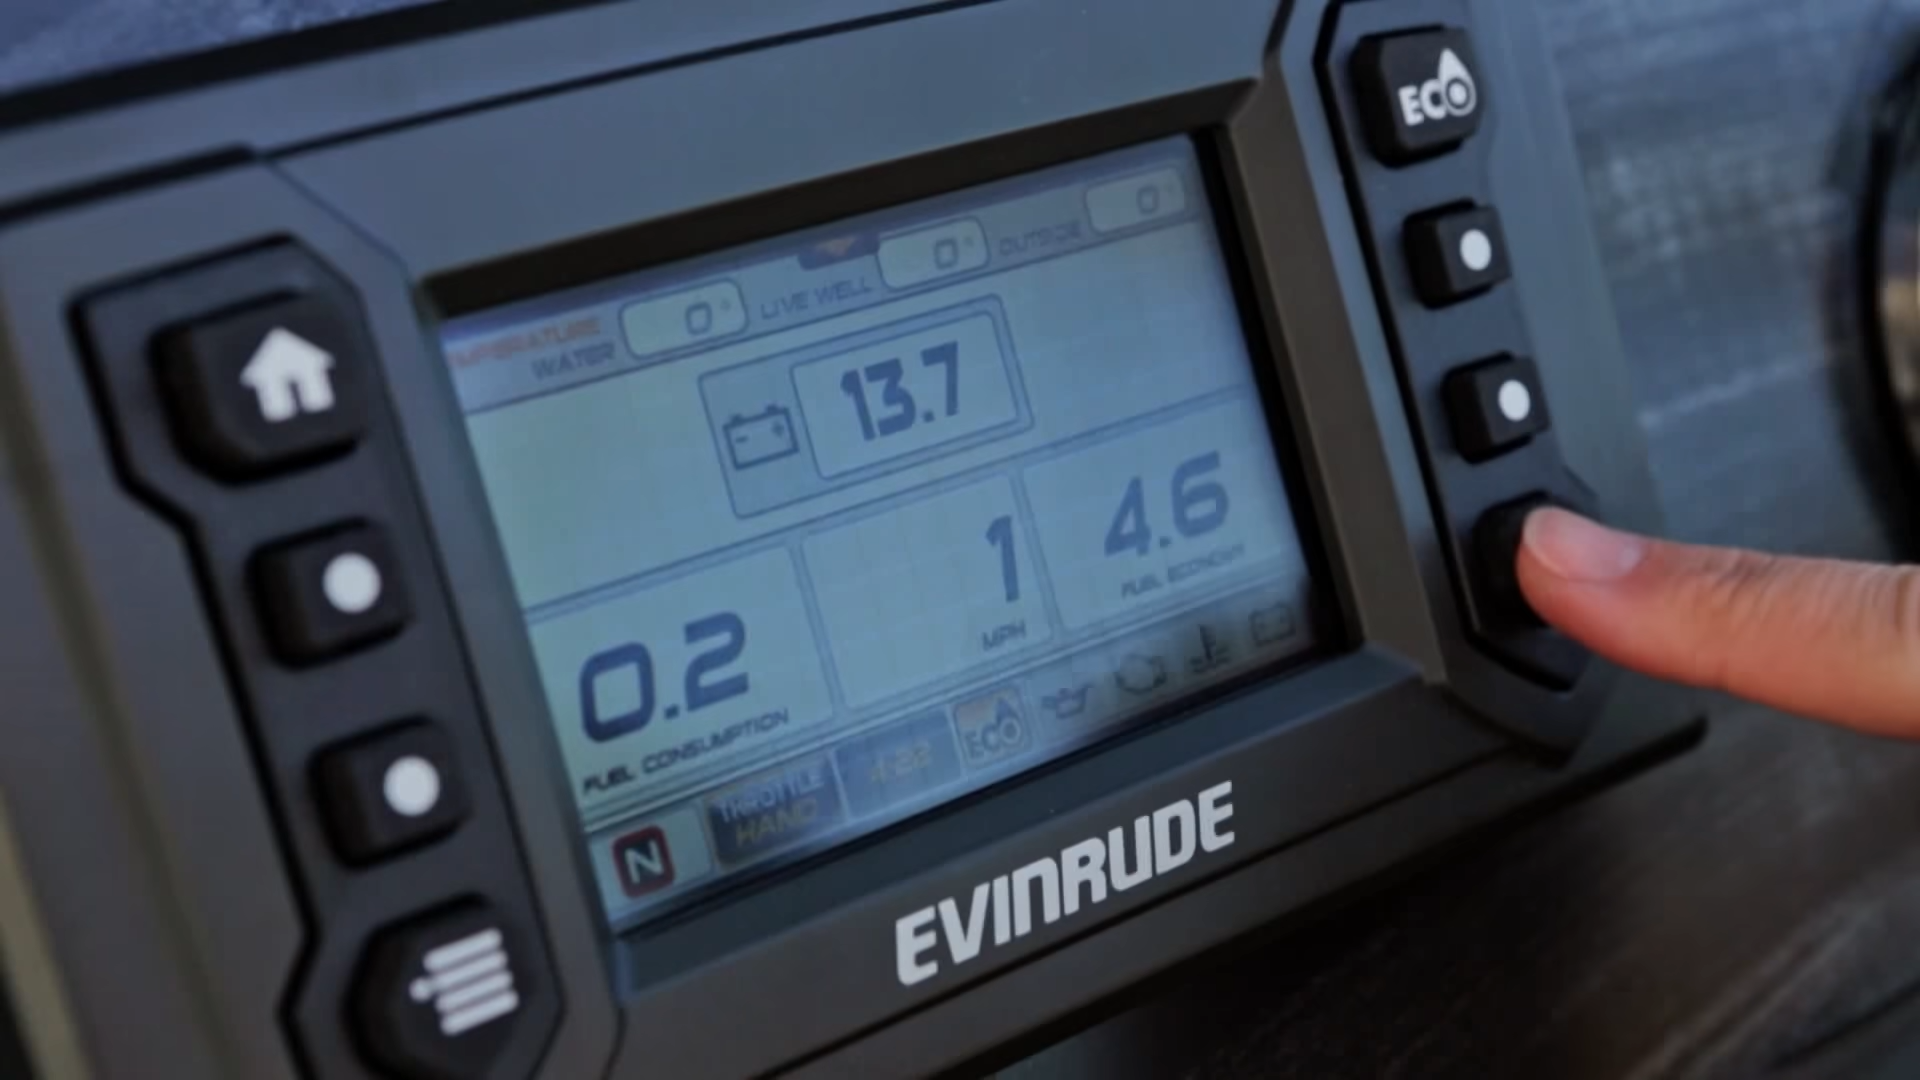 ECO
OUTSIDE 0°
LIVE WELL 0°
TEMPERATURE
WATER 0°
13.7
4.6
FUEL ECONOMY
1
MPH
0.2
FUEL CONSUMPTION
ECO
THROTTLE
HAND
N
EVINRUDE